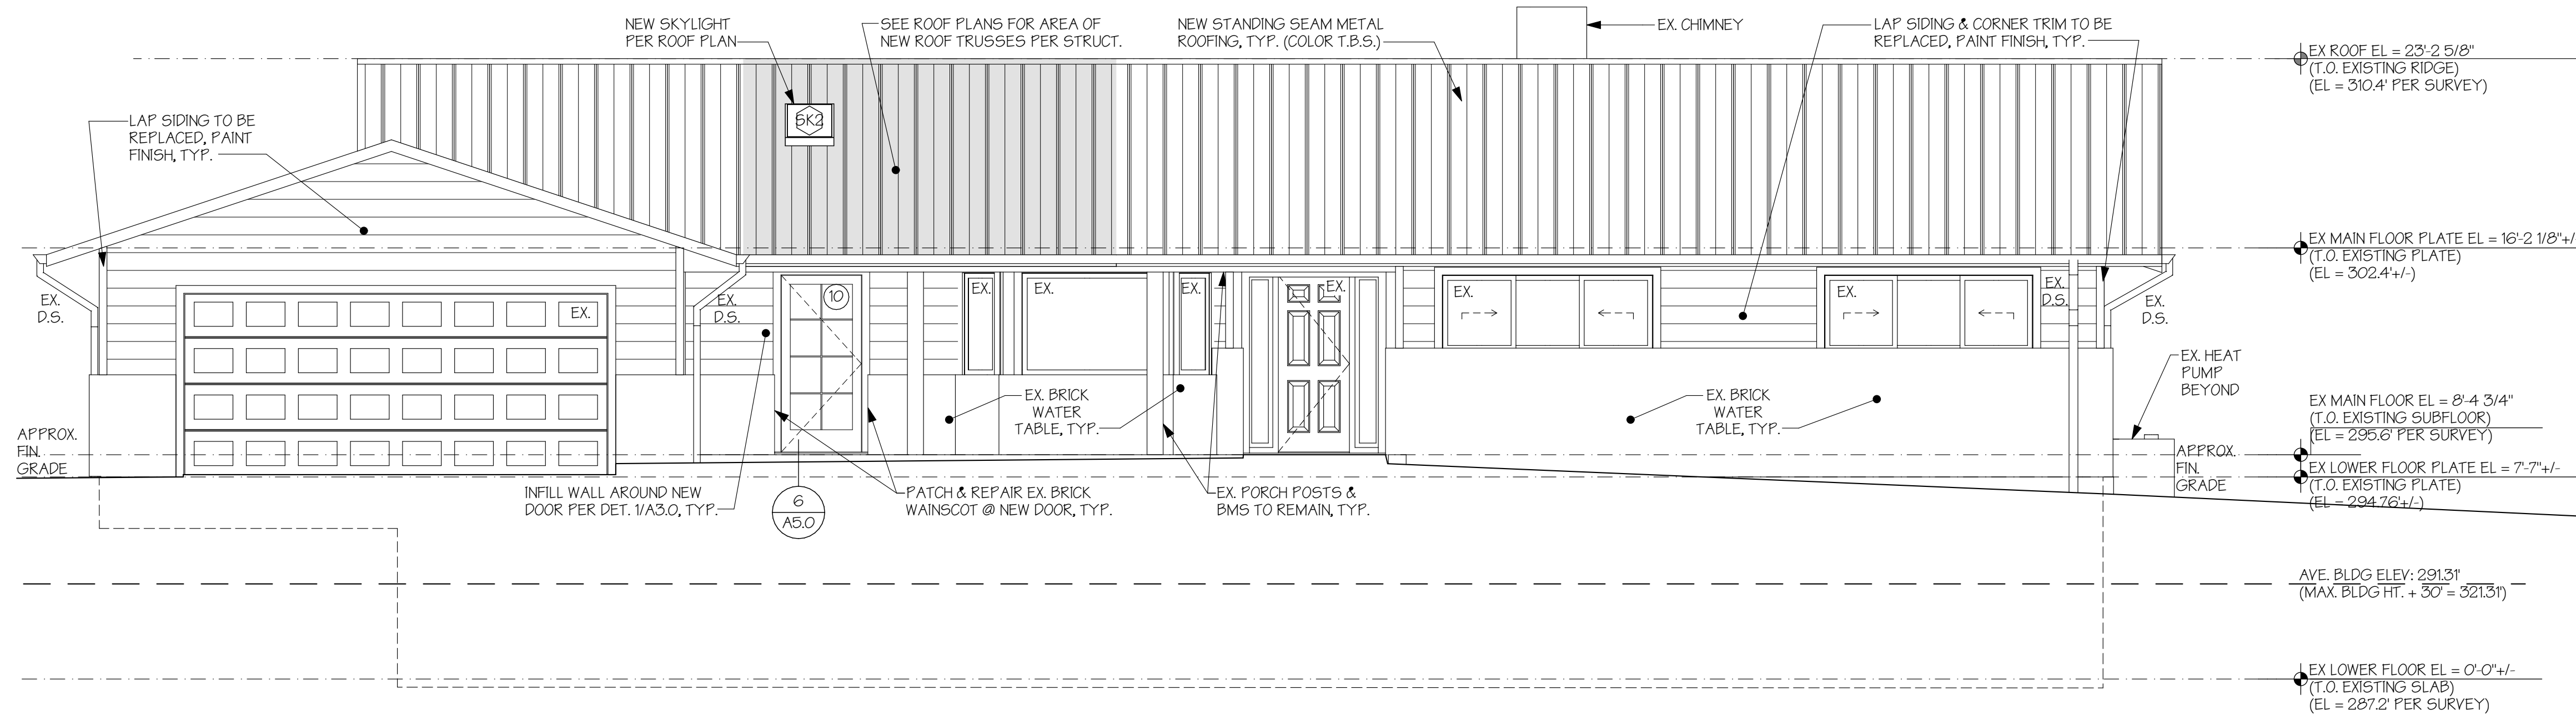 NEW SKYLIGHT
PER ROOF PLAN
SEE ROOF PLANS FOR AREA OF
NEW ROOF TRUSSES PER STRUCT.
NEW STANDING SEAM METAL
ROOFING, TYP. (COLOR T.B.S.)
EX. CHIMNEY
LAP SIDING & CORNER TRIM TO BE
REPLACED, PAINT FINISH, TYP.
EX ROOF EL = 23'-2 5/8"
(T.O. EXISTING RIDGE)
(EL = 310.4' PER SURVEY)
LAP SIDING TO BE
REPLACED, PAINT
FINISH, TYP.
SK2
EX MAIN FLOOR PLATE EL = 16'-2 1/8"+/
(T.O. EXISTING PLATE)
(EL = 302.4'+/-)
EX.
D.S.
EX.
EX.
D.S.
10
EX.
EX.
EX.
EX.
EX.
EX.
EX.
D.S.
EX.
D.S.
EX. HEAT
PUMP
BEYOND
EX. BRICK
WATER
TABLE, TYP.
EX. BRICK
WATER
TABLE, TYP.
EX MAIN FLOOR EL = 8'-4 3/4"
(T.O. EXISTING SUBFLOOR)
(EL = 295.6' PER SURVEY)
APPROX.
FIN.
GRADE
APPROX.
FIN.
GRADE
EX LOWER FLOOR PLATE EL = 7'-7"+/-
(T.O. EXISTING PLATE)
(EL = 294.76'+/-)
INFILL WALL AROUND NEW
DOOR PER DET. 1/A3.0, TYP.
6
A5.0
PATCH & REPAIR EX. BRICK
WAINSCOT @ NEW DOOR, TYP.
EX. PORCH POSTS &
BMS TO REMAIN, TYP.
AVE. BLDG ELEV: 291.31'
(MAX. BLDG HT. + 30' = 321.31')
EX LOWER FLOOR EL = 0'-0"+/-
(T.O. EXISTING SLAB)
(EL = 287.2' PER SURVEY)